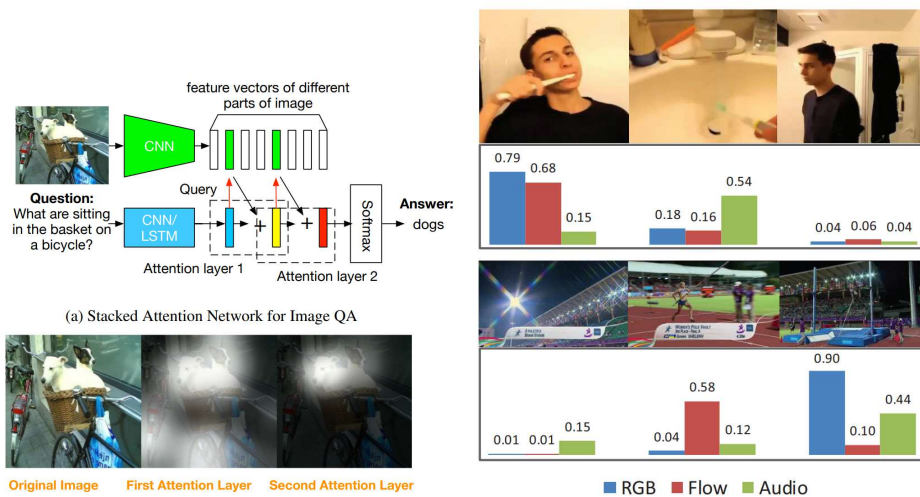 feature vectors of different
parts of image
CNN
Question:
What are sitting
in the basket on
a bicycle?
Query
CNN/
LSTM
+
+
Softmax
Answer:
dogs
Attention layer 1
Attention layer 2
(a) Stacked Attention Network for Image QA
Original Image
First Attention Layer
Second Attention Layer
0.79
0.68
0.15
0.18
0.16
0.54
0.04
0.06
0.04
WOMEN'S POLE VAULT
0.01
0.01
0.15
0.04
0.58
0.12
0.90
0.10
0.44
RGB
Flow
Audio